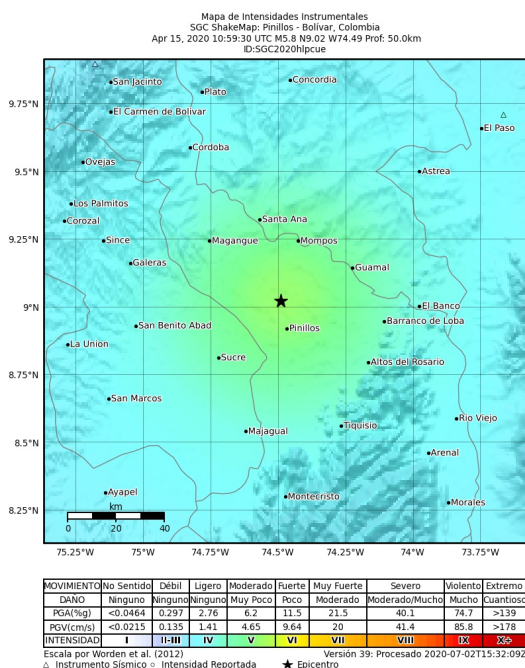 Mapa de Intensidades Instrumentales
SGC ShakeMap: Pinillos - Bolívar, Colombia
Apr 15, 2020 10:59:30 UTC M5.8 N9.02 W74.49 Prof: 50.0km
ID:SGC2020hlpcue
San Jacinto
Concordia
Plato
9.75°N
El Carmen de Bolivar
El Paso
Córdoba
Ovejas
9.5°N
Astrea
Los Palmitos
Corozal
Santa Ana
9.25°N
Since
Magangue
Mompos
Galeras
Guamal
9°N
El Banco
San Benito Abad
Pinillos
Barranco de Loba
La Union
Sucre
Altos del Rosario
8.75°N
San Marcos
Rio Viejo
Majagual
Tiquisio
8.5°N
Arenal
Ayapel
Montecristo
Morales
8.25°N
km
0 20 40
75.25°W 75°W 74.75°W 74.5°W 74.25°W 74°W 73.75°W
MOVIMIENTO No Sentido Débil Ligero Moderado Fuerte Muy Fuerte Severo Violento Extremo
DAÑO Ninguno Ninguno Ninguno Muy Poco Poco Moderado Moderado/Mucho Mucho Cuantioso
PGA(%g) <0.0464 0.297 2.76 6.2 11.5 21.5 40.1 74.7 >139
PGV(cm/s) <0.0215 0.135 1.41 4.65 9.64 20 41.4 85.8 >178
INTENSIDAD I II-III IV V VI VII VIII IX X+
Escala por Worden et al. (2012) Versión 39: Procesado 2020-07-02T15:32:09Z
△ Instrumento Sísmico ○ Intensidad Reportada ★ Epicentro